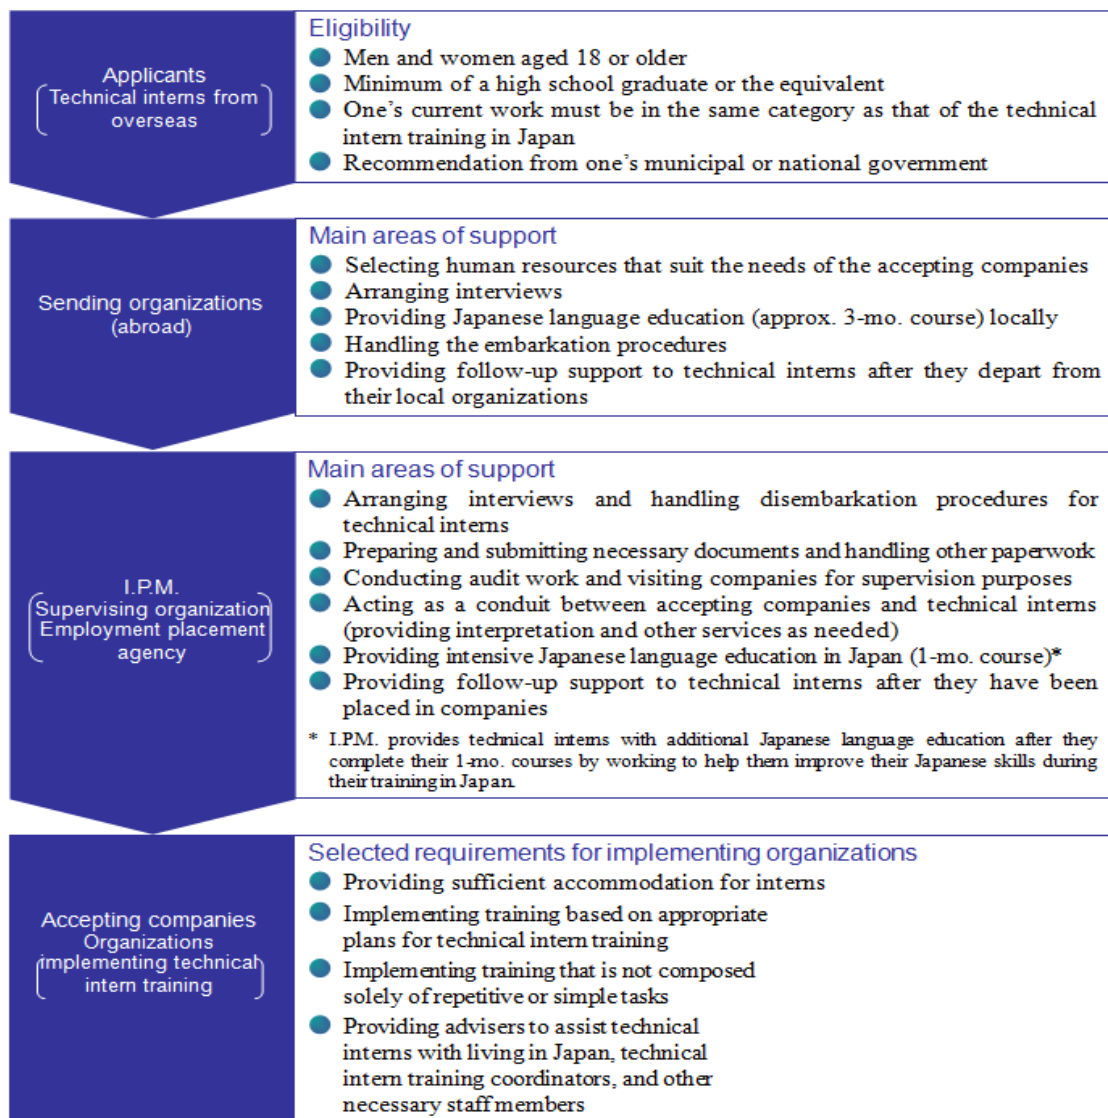 Applicants
Technical interns from
overseas
Eligibility
Men and women aged 18 or older
Minimum of a high school graduate or the equivalent
One's current work must be in the same category as that of the technical
intern training in Japan
Recommendation from one's municipal or national government
Sending organizations
(abroad)
Main areas of support
Selecting human resources that suit the needs of the accepting companies
Arranging interviews
Providing Japanese language education (approx. 3-mo. course) locally
Handling the embarkation procedures
Providing follow-up support to technical interns after they depart from
their local organizations
I.P.M.
Supervising organization
Employment placement
agency
Main areas of support
Arranging interviews and handling disembarkation procedures for
technical interns
Preparing and submitting necessary documents and handling other paperwork
Conducting audit work and visiting companies for supervision purposes
Acting as a conduit between accepting companies and technical interns
(providing interpretation and other services as needed)
Providing intensive Japanese language education in Japan (1-mo. course)*
Providing follow-up support to technical interns after they have been
placed in companies
* I.P.M. provides technical interns with additional Japanese language education after they
complete their 1-mo. courses by working to help them improve their Japanese skills during
their training in Japan.
Accepting companies
Organizations
implementing technical
intern training
Selected requirements for implementing organizations
Providing sufficient accommodation for interns
Implementing training based on appropriate
plans for technical intern training
Implementing training that is not composed
solely of repetitive or simple tasks
Providing advisers to assist technical
interns with living in Japan, technical
intern training coordinators, and other
necessary staff members